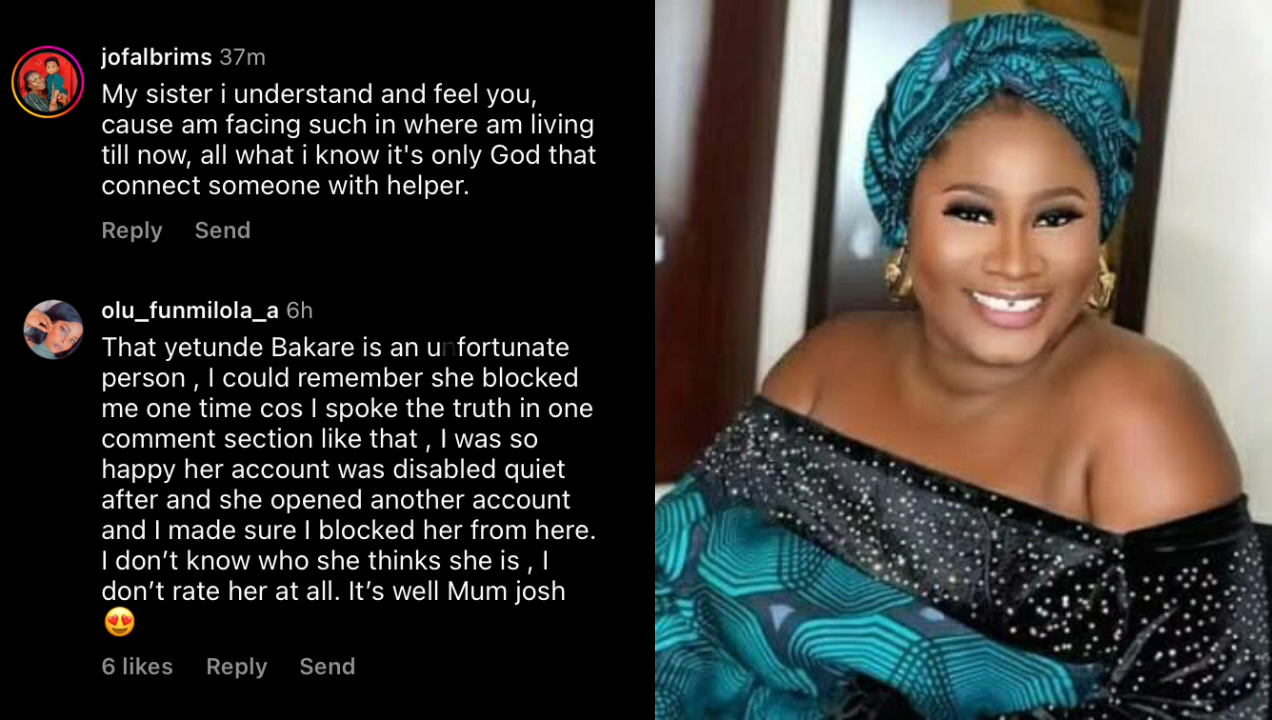 jofalbrims 37m
My sister i understand and feel you,
cause am facing such in where am living
till now, all what i know it's only God that
connect someone with helper.
Reply Send
olu_funmilola_a 6h
That yetunde Bakare is an unfortunate
person , I could remember she blocked
me one time cos I spoke the truth in one
comment section like that , I was so
happy her account was disabled quiet
after and she opened another account
and I made sure I blocked her from here.
I don’t know who she thinks she is , I
don’t rate her at all. It’s well Mum josh
😍
6 likes Reply Send